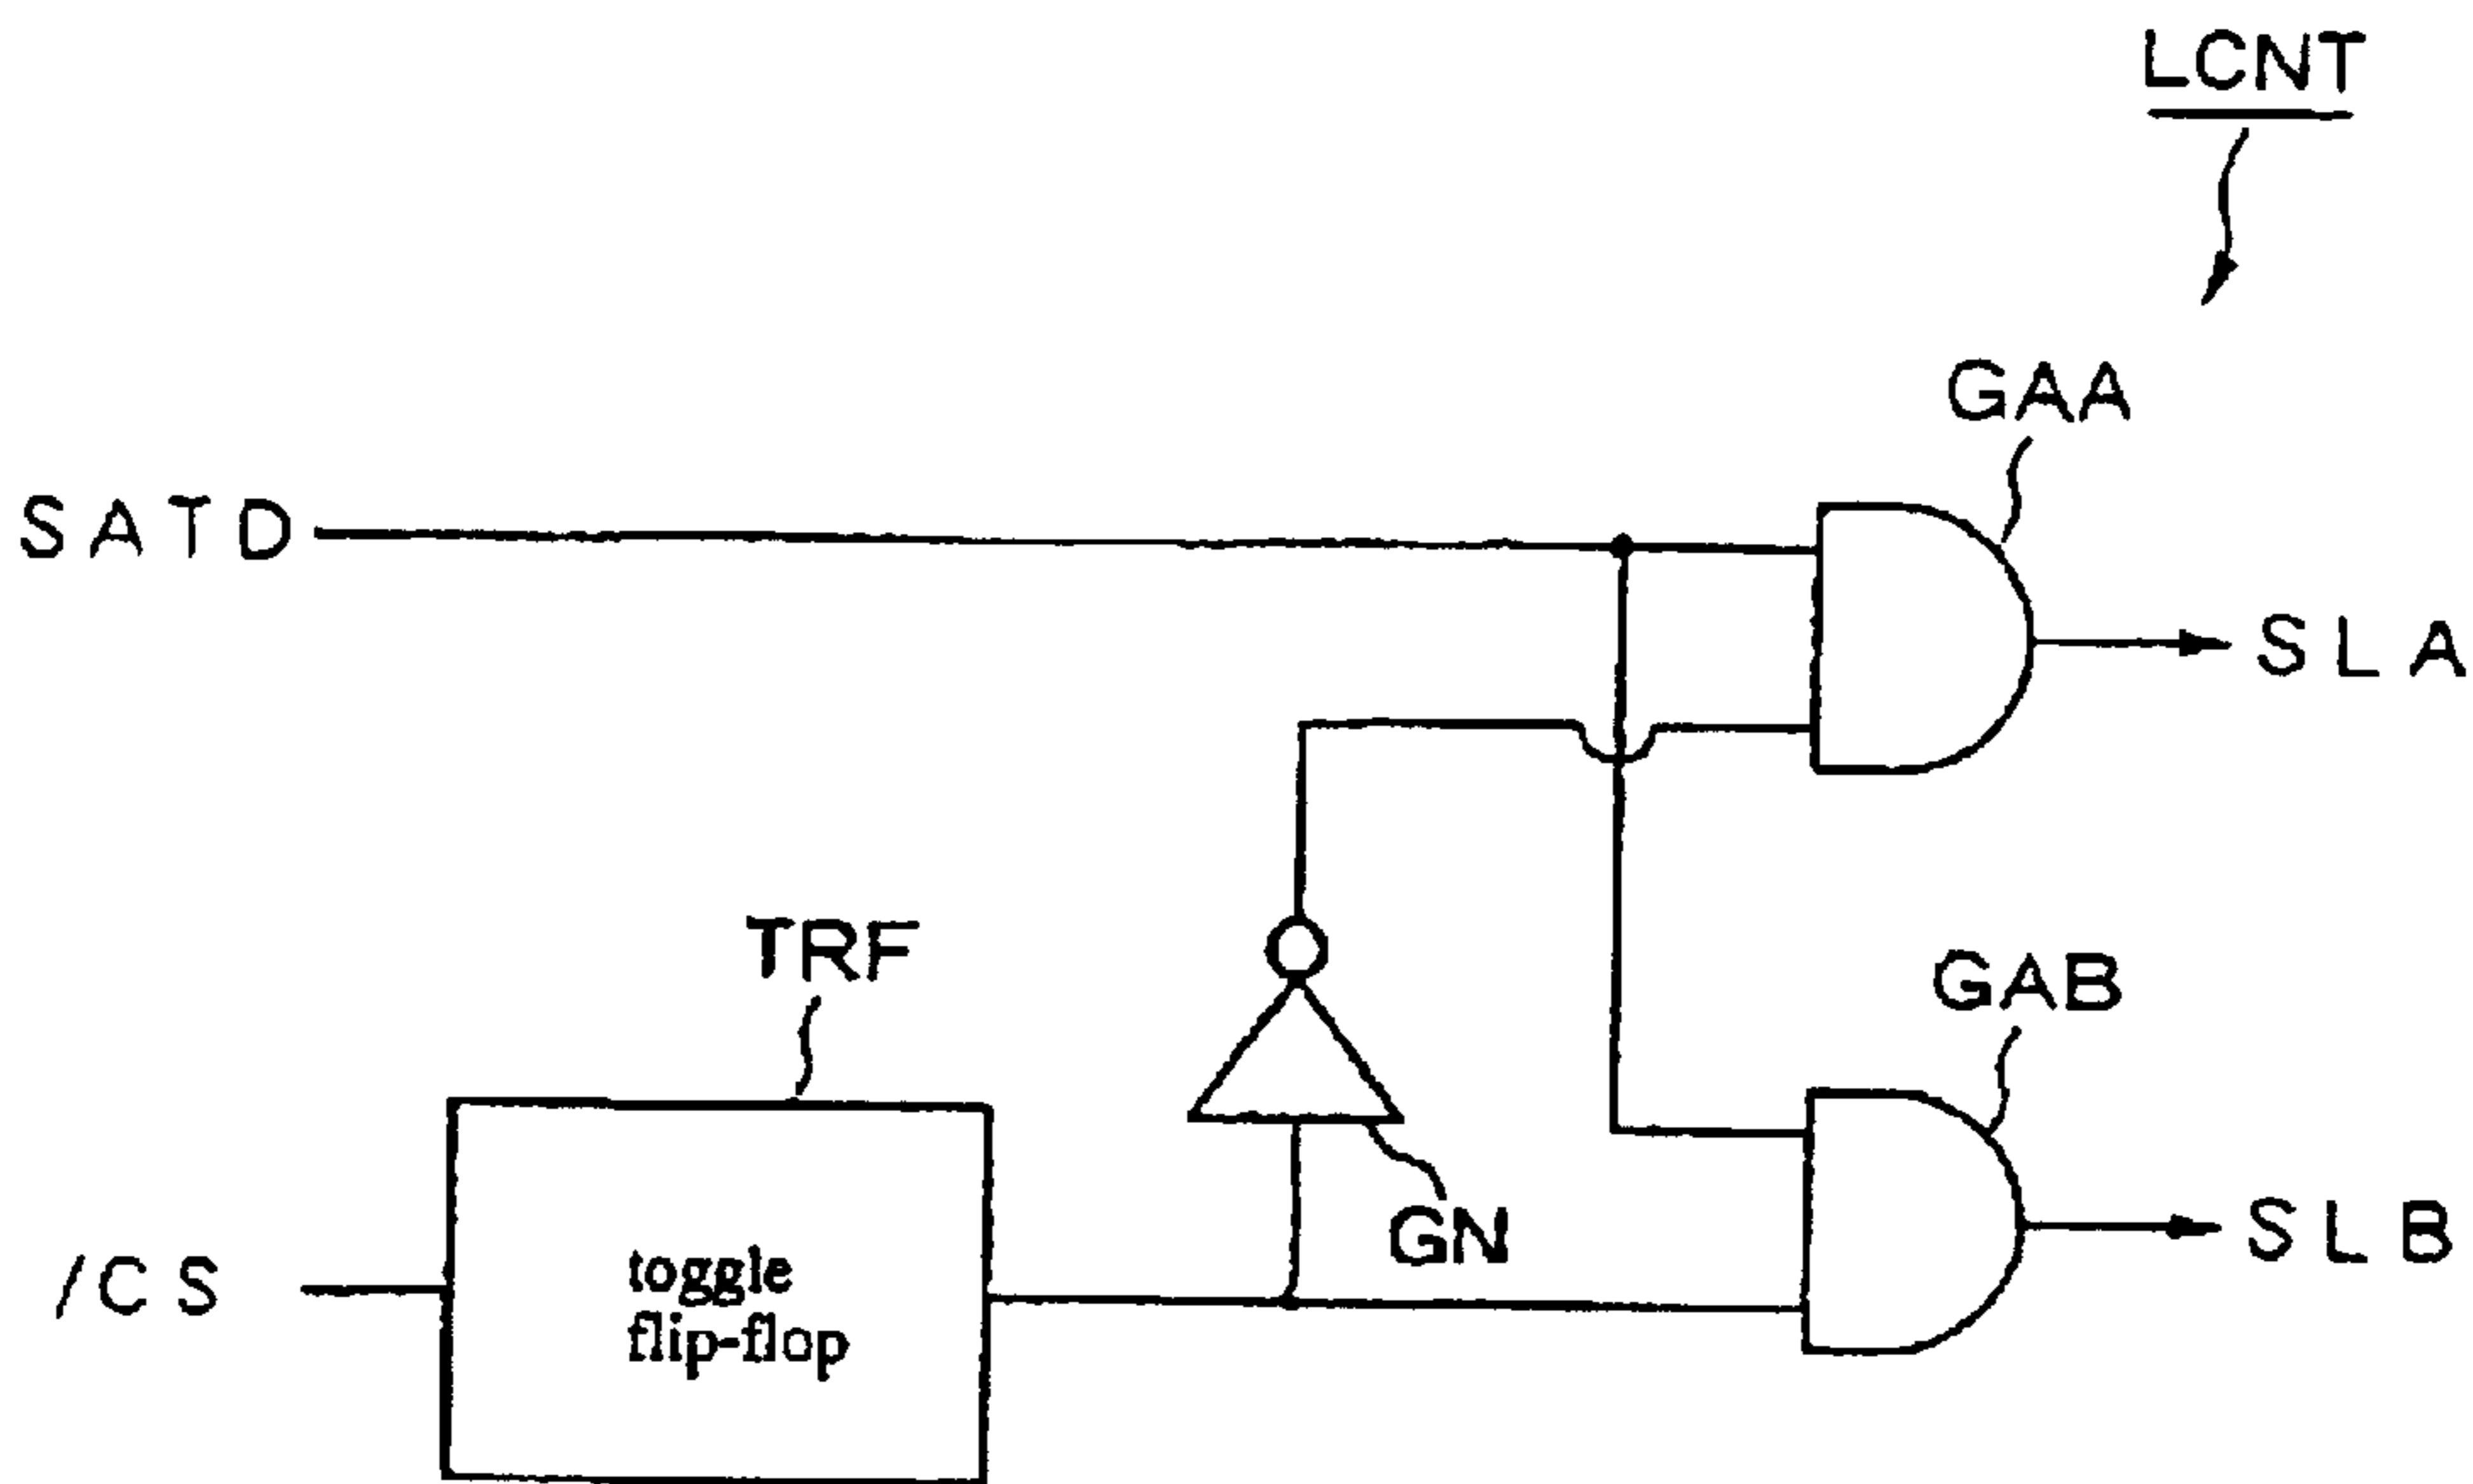 LCNT
GAA
SATD
SLA
TRF
GAB
/CS
toggle
flip-flop
GN
SLB